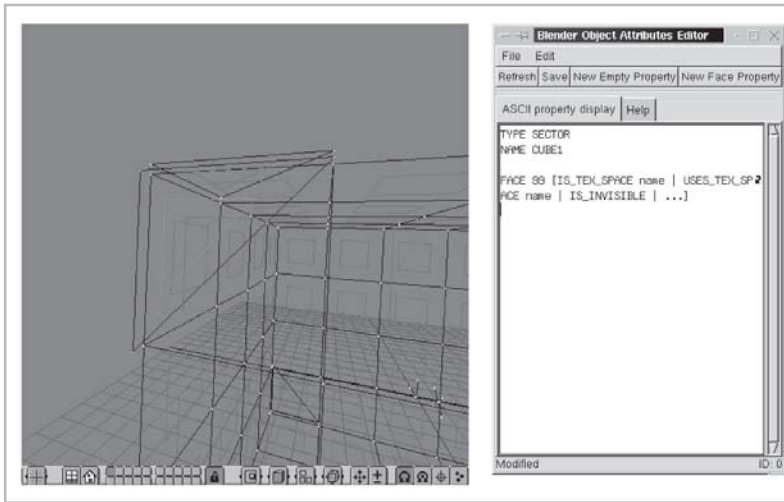 Blender Object Attributes Editor
File Edit
Refresh Save New Empty Property New Face Property
ASCII property display Help
TYPE SECTOR
NAME CUBE1
FACE 99 [IS_TEX_SPACE name | USES_TEX_SP
ACE name | IS_INVISIBLE | ...]
Modified ID: 0